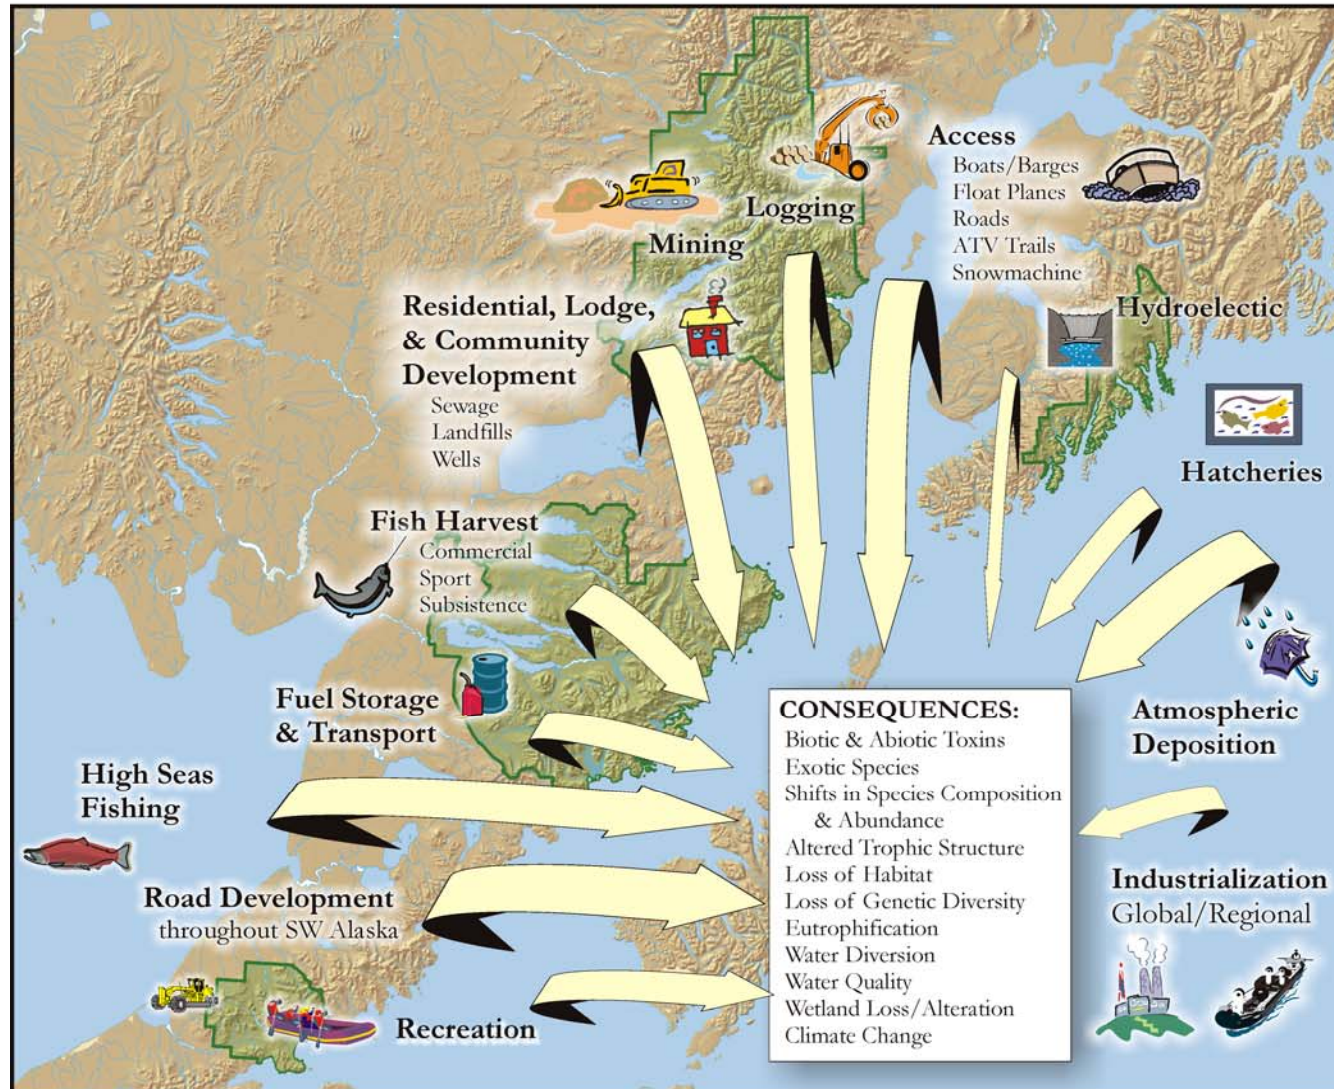 Logging
Mining
Access
Boats/Barges
Float Planes
Roads
ATV Trails
Snowmachine
Residential, Lodge,
& Community
Development
Sewage
Landfills
Wells
Hydroelectic
Hatcheries
Fish Harvest
Commercial
Sport
Subsistence
Fuel Storage
& Transport
Atmospheric
Deposition
High Seas
Fishing
Road Development
throughout SW Alaska
Recreation
CONSEQUENCES:
Biotic & Abiotic Toxins
Exotic Species
Shifts in Species Composition
& Abundance
Altered Trophic Structure
Loss of Habitat
Loss of Genetic Diversity
Eutrophification
Water Diversion
Water Quality
Wetland Loss/Alteration
Climate Change
Industrialization
Global/Regional